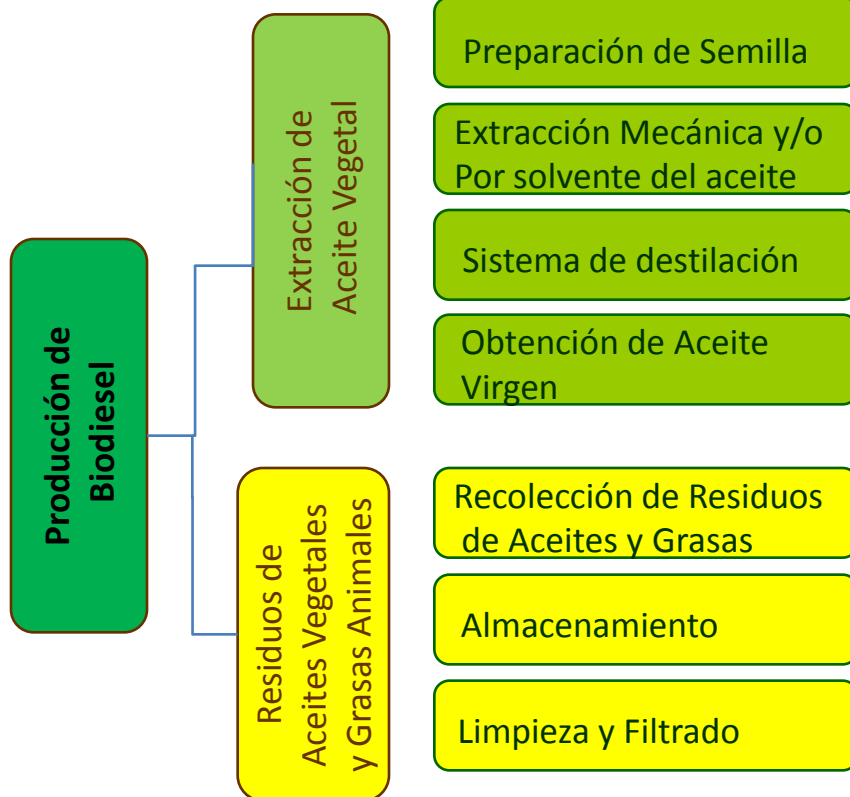 Producción de
Biodiesel
Extracción de
Aceite Vegetal
Preparación de Semilla
Extracción Mecánica y/o
Por solvente del aceite
Sistema de destilación
Obtención de Aceite
Virgen
Residuos de
Aceites Vegetales
y Grasas Animales
Recolección de Residuos
de Aceites y Grasas
Almacenamiento
Limpieza y Filtrado